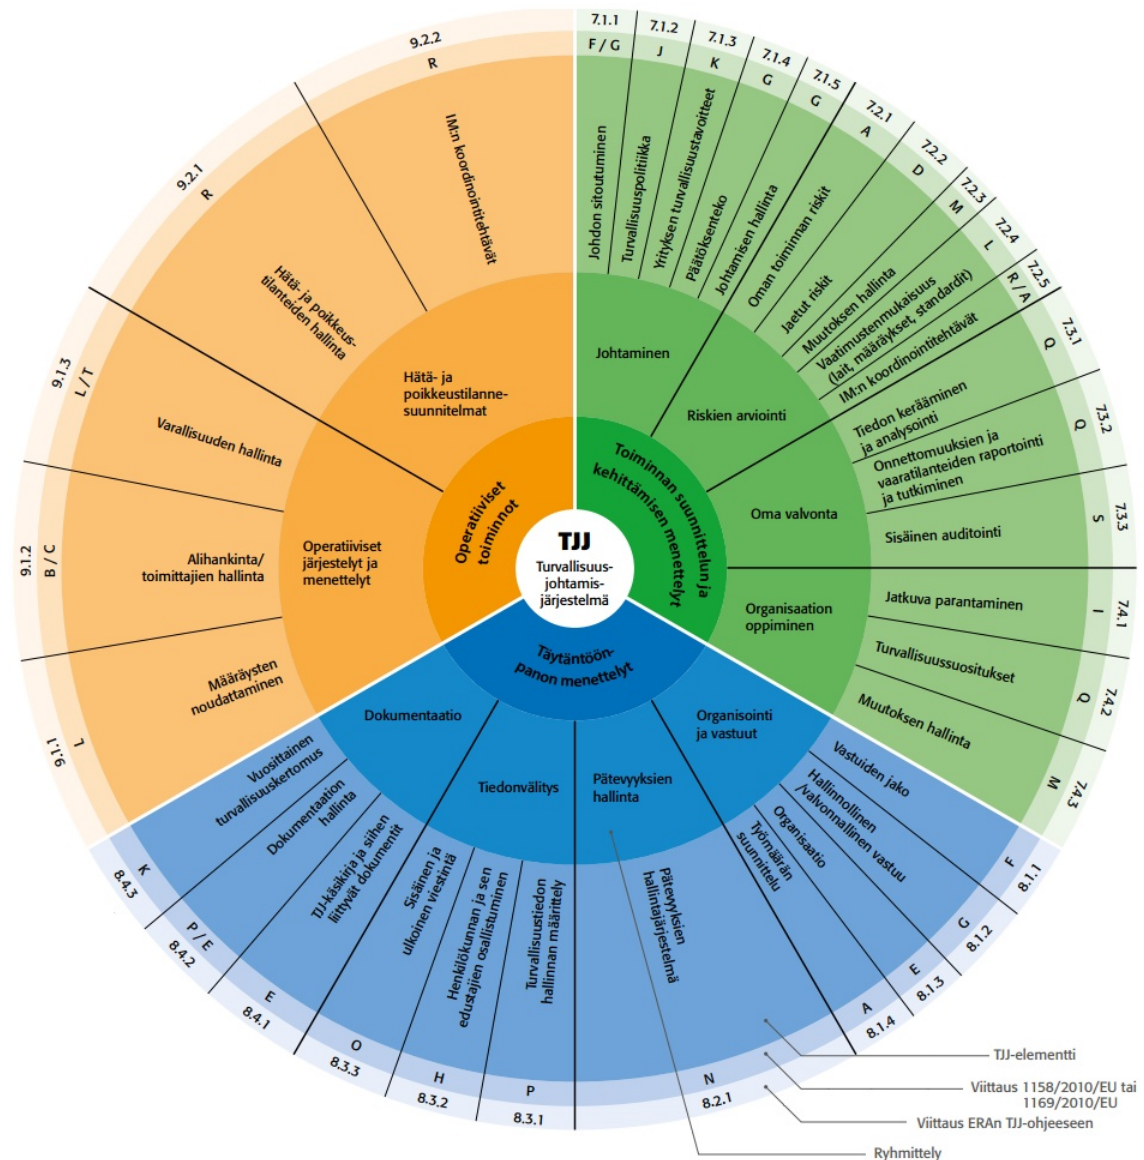 TJJ
Turvallisuus-
johtamis-
järjestelmä
Toiminnan suunnittelun ja
kehittämisen menettelyt
Johtaminen
Johdon sitoutuminen
F / G
7.1.1
Turvallisuuspolitiikka
J
7.1.2
Yrityksen turvallisuustavoitteet
K
7.1.3
Päätöksenteko
G
7.1.4
Johtamisen hallinta
G
7.1.5
Riskien arviointi
Oman toiminnan riskit
A
7.2.1
Jaetut riskit
D
7.2.2
Muutoksen hallinta
M
7.2.3
Vaatimustenmukaisuus
(lait, määräykset, standardit)
L
7.2.4
IM:n koordinointitehtävät
R / A
7.2.5
Oma valvonta
Tiedon kerääminen
ja analysointi
Q
7.3.1
Onnettomuuksien ja
vaaratilanteiden raportointi
ja tutkiminen
Q
7.3.2
Sisäinen auditointi
S
7.3.3
Organisaation
oppiminen
Jatkuva parantaminen
I
7.4.1
Turvallisuussuositukset
Q
7.4.2
Muutoksen hallinta
M
7.4.3
Täytäntöön-
panon menettelyt
Organisointi
ja vastuut
Vastuiden jako
F
8.1.1
Hallinnollinen
/valvonnallinen vastuu
G
8.1.2
Organisaatio
E
8.1.3
Työmäärän
suunnittelu
A
8.1.4
Pätevyyksien
hallinta
Pätevyyksien
hallintajärjestelmä
N
8.2.1
Tiedonvälitys
Turvallisuustiedon
hallinnan määrittely
P
8.3.1
Henkilökunnan ja sen
edustajien osallistuminen
H
8.3.2
Sisäinen ja
ulkoinen viestintä
O
8.3.3
Dokumentaatio
TJJ-käsikirja ja siihen
liittyvät dokumentit
E
8.4.1
Dokumentaation
hallinta
P / E
8.4.2
Vuosittainen
turvallisuuskertomus
K
8.4.3
Operatiiviset
toiminnot
Operatiiviset
järjestelyt ja
menettelyt
Määräysten
noudattaminen
L
9.1.1
Alihankinta/
toimittajien hallinta
B / C
9.1.2
Varallisuuden hallinta
L / T
9.1.3
Hätä- ja
poikkeustilanne-
suunnitelmat
Hätä- ja poikkeus-
tilanteiden hallinta
R
9.2.1
IM:n koordinointitehtävät
R
9.2.2
TJJ-elementti
Viittaus 1158/2010/EU tai
1169/2010/EU
Viittaus ERAn TJJ-ohjeeseen
Ryhmittely